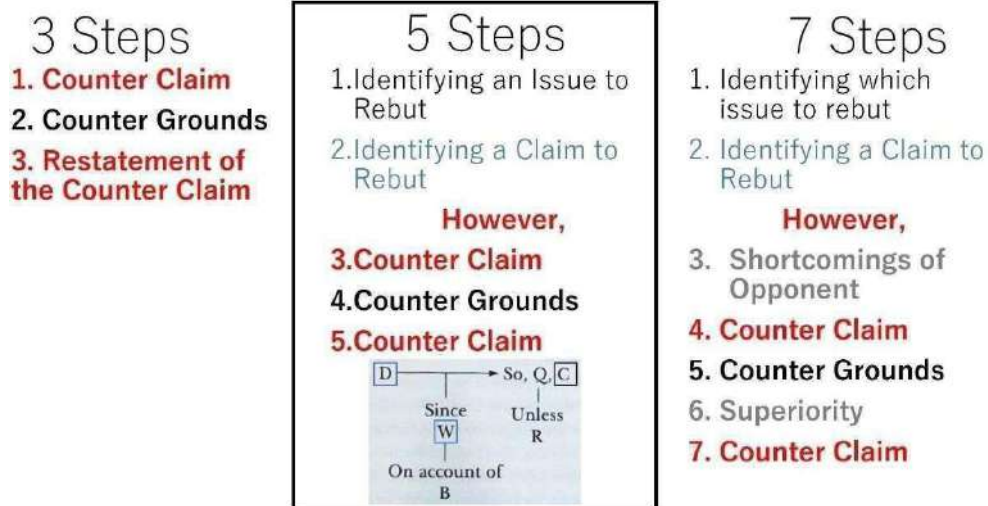 3 Steps
1. Counter Claim
2. Counter Grounds
3. Restatement of
the Counter Claim
5 Steps
1.Identifying an Issue to
Rebut
2.Identifying a Claim to
Rebut
However,
3.Counter Claim
4.Counter Grounds
5.Counter Claim
D So, Q, C
Since Unless
W R
On account of
B
7 Steps
1. Identifying which
issue to rebut
2. Identifying a Claim to
Rebut
However,
3. Shortcomings of
Opponent
4. Counter Claim
5. Counter Grounds
6. Superiority
7. Counter Claim